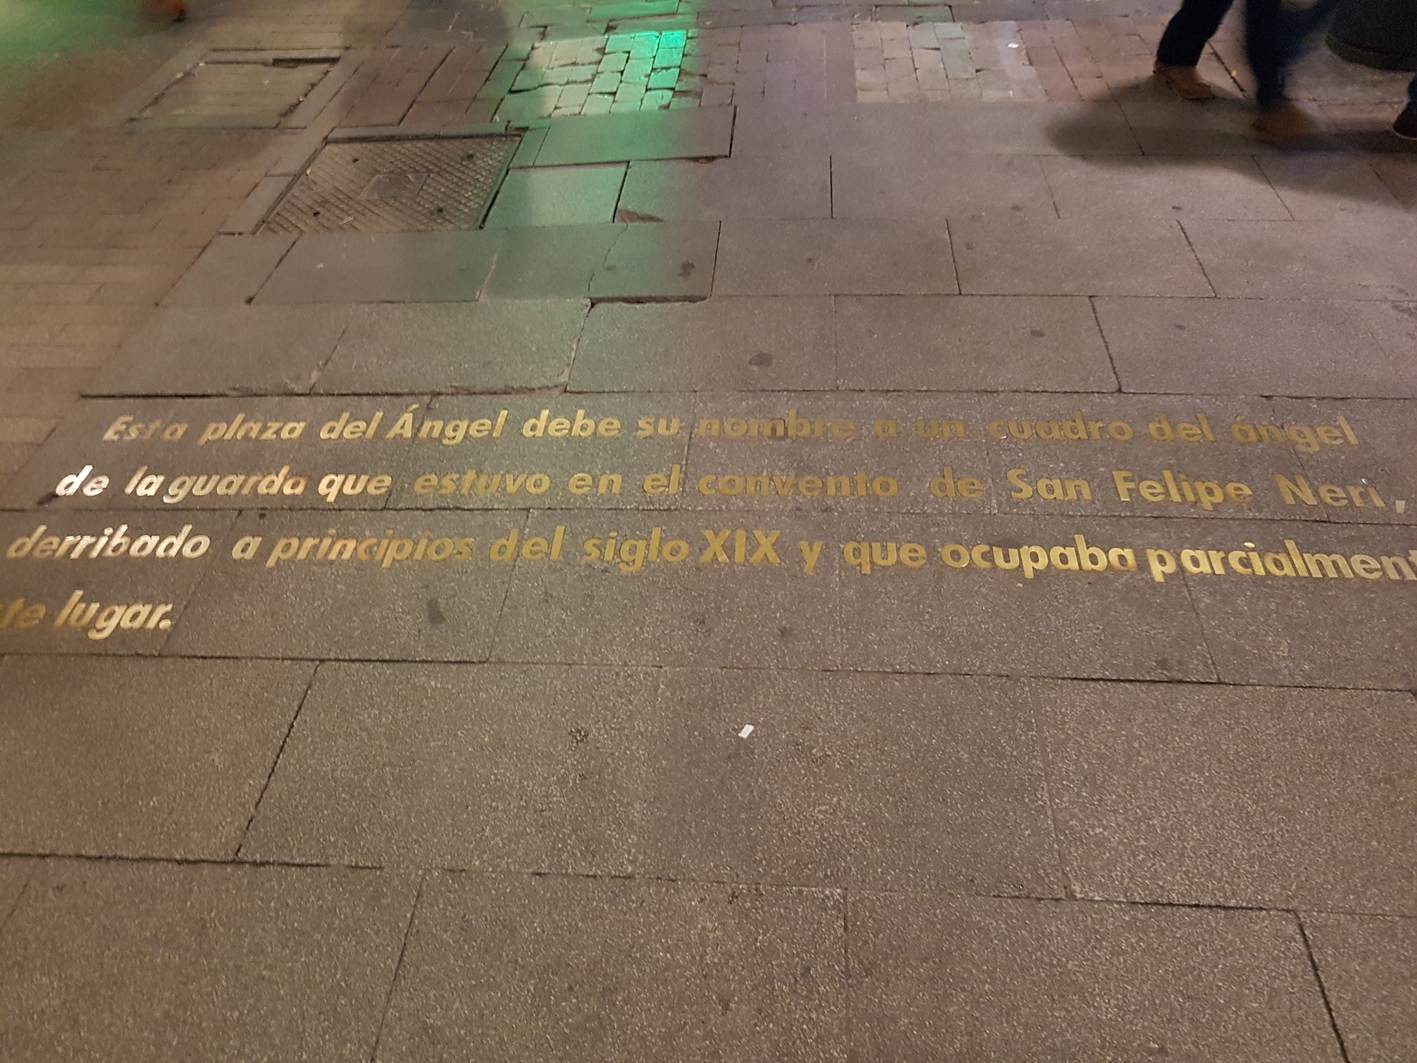 Esta plaza del Ángel debe su nombre a un cuadro del ángel
de la guarda que estuvo en el convento de San Felipe Neri,
derribado a principios del siglo XIX y que ocupaba parcialment
te lugar.